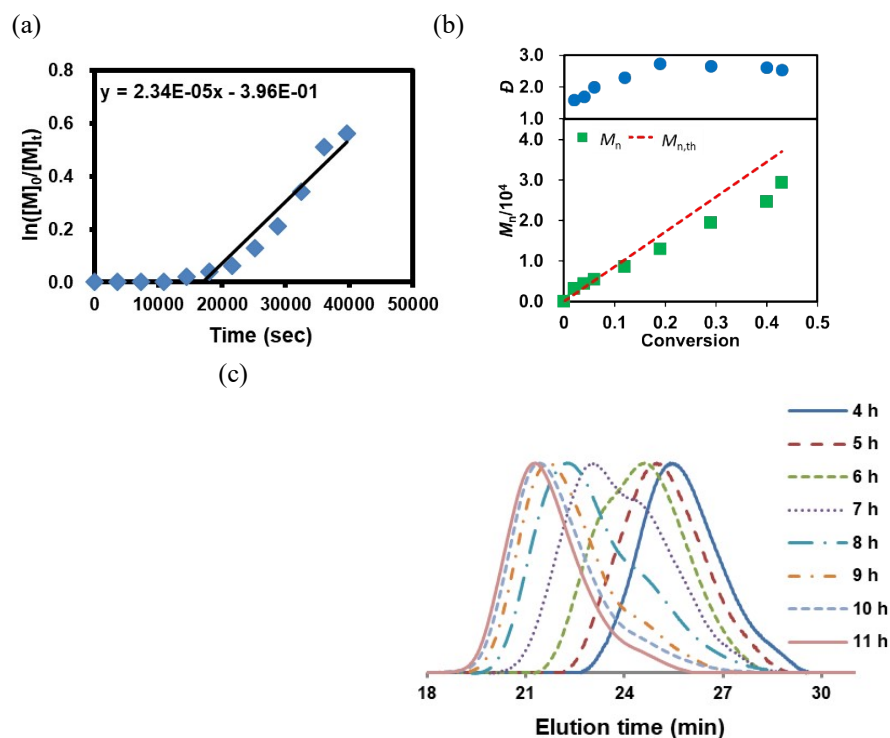 (a)
y = 2.34E-05x - 3.96E-01
ln([M]0/[M]t)
0.8
0.6
0.4
0.2
0.0
0 10000 20000 30000 40000 50000
Time (sec)
(b)
Đ
3.0
2.0
1.0
Mn Mn,th
Mn/10^4
4.0
3.0
2.0
1.0
0.0
0 0.1 0.2 0.3 0.4 0.5
Conversion
(c)
4 h
5 h
6 h
7 h
8 h
9 h
10 h
11 h
18 21 24 27 30
Elution time (min)